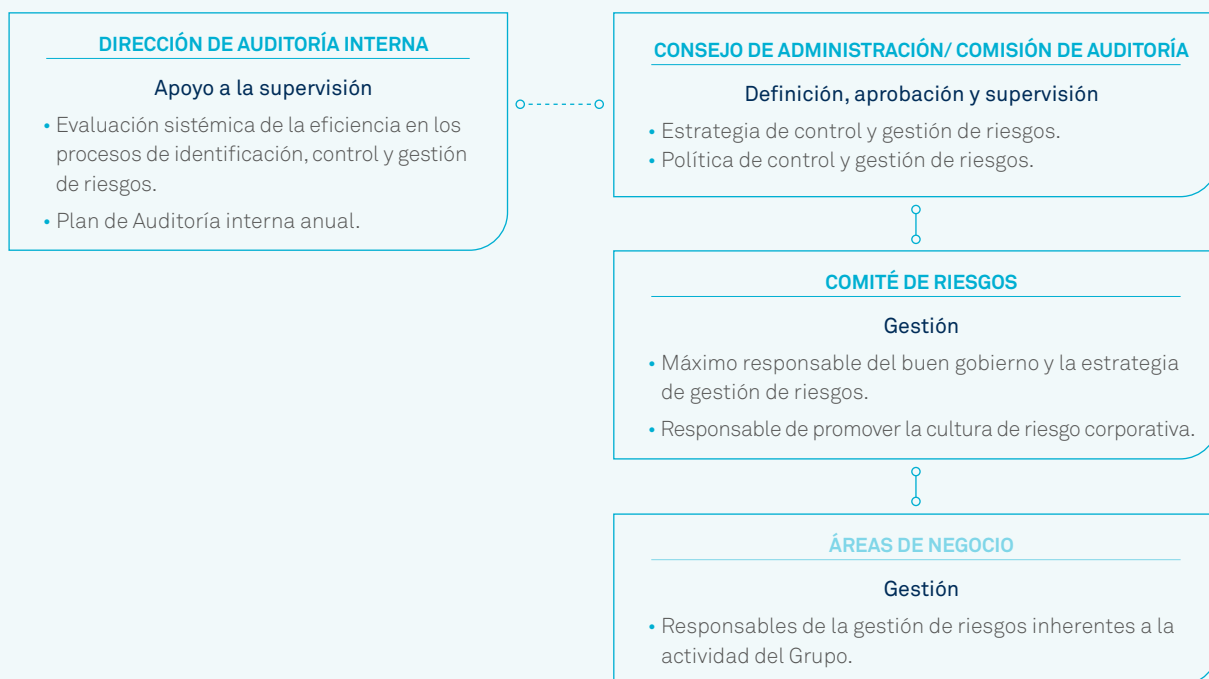 DIRECCIÓN DE AUDITORÍA INTERNA
Apoyo a la supervisión
• Evaluación sistémica de la eficiencia en los
procesos de identificación, control y gestión
de riesgos.
• Plan de Auditoría interna anual.
CONSEJO DE ADMINISTRACIÓN/ COMISIÓN DE AUDITORÍA
Definición, aprobación y supervisión
• Estrategia de control y gestión de riesgos.
• Política de control y gestión de riesgos.
COMITÉ DE RIESGOS
Gestión
• Máximo responsable del buen gobierno y la estrategia
de gestión de riesgos.
• Responsable de promover la cultura de riesgo corporativa.
ÁREAS DE NEGOCIO
Gestión
• Responsables de la gestión de riesgos inherentes a la
actividad del Grupo.